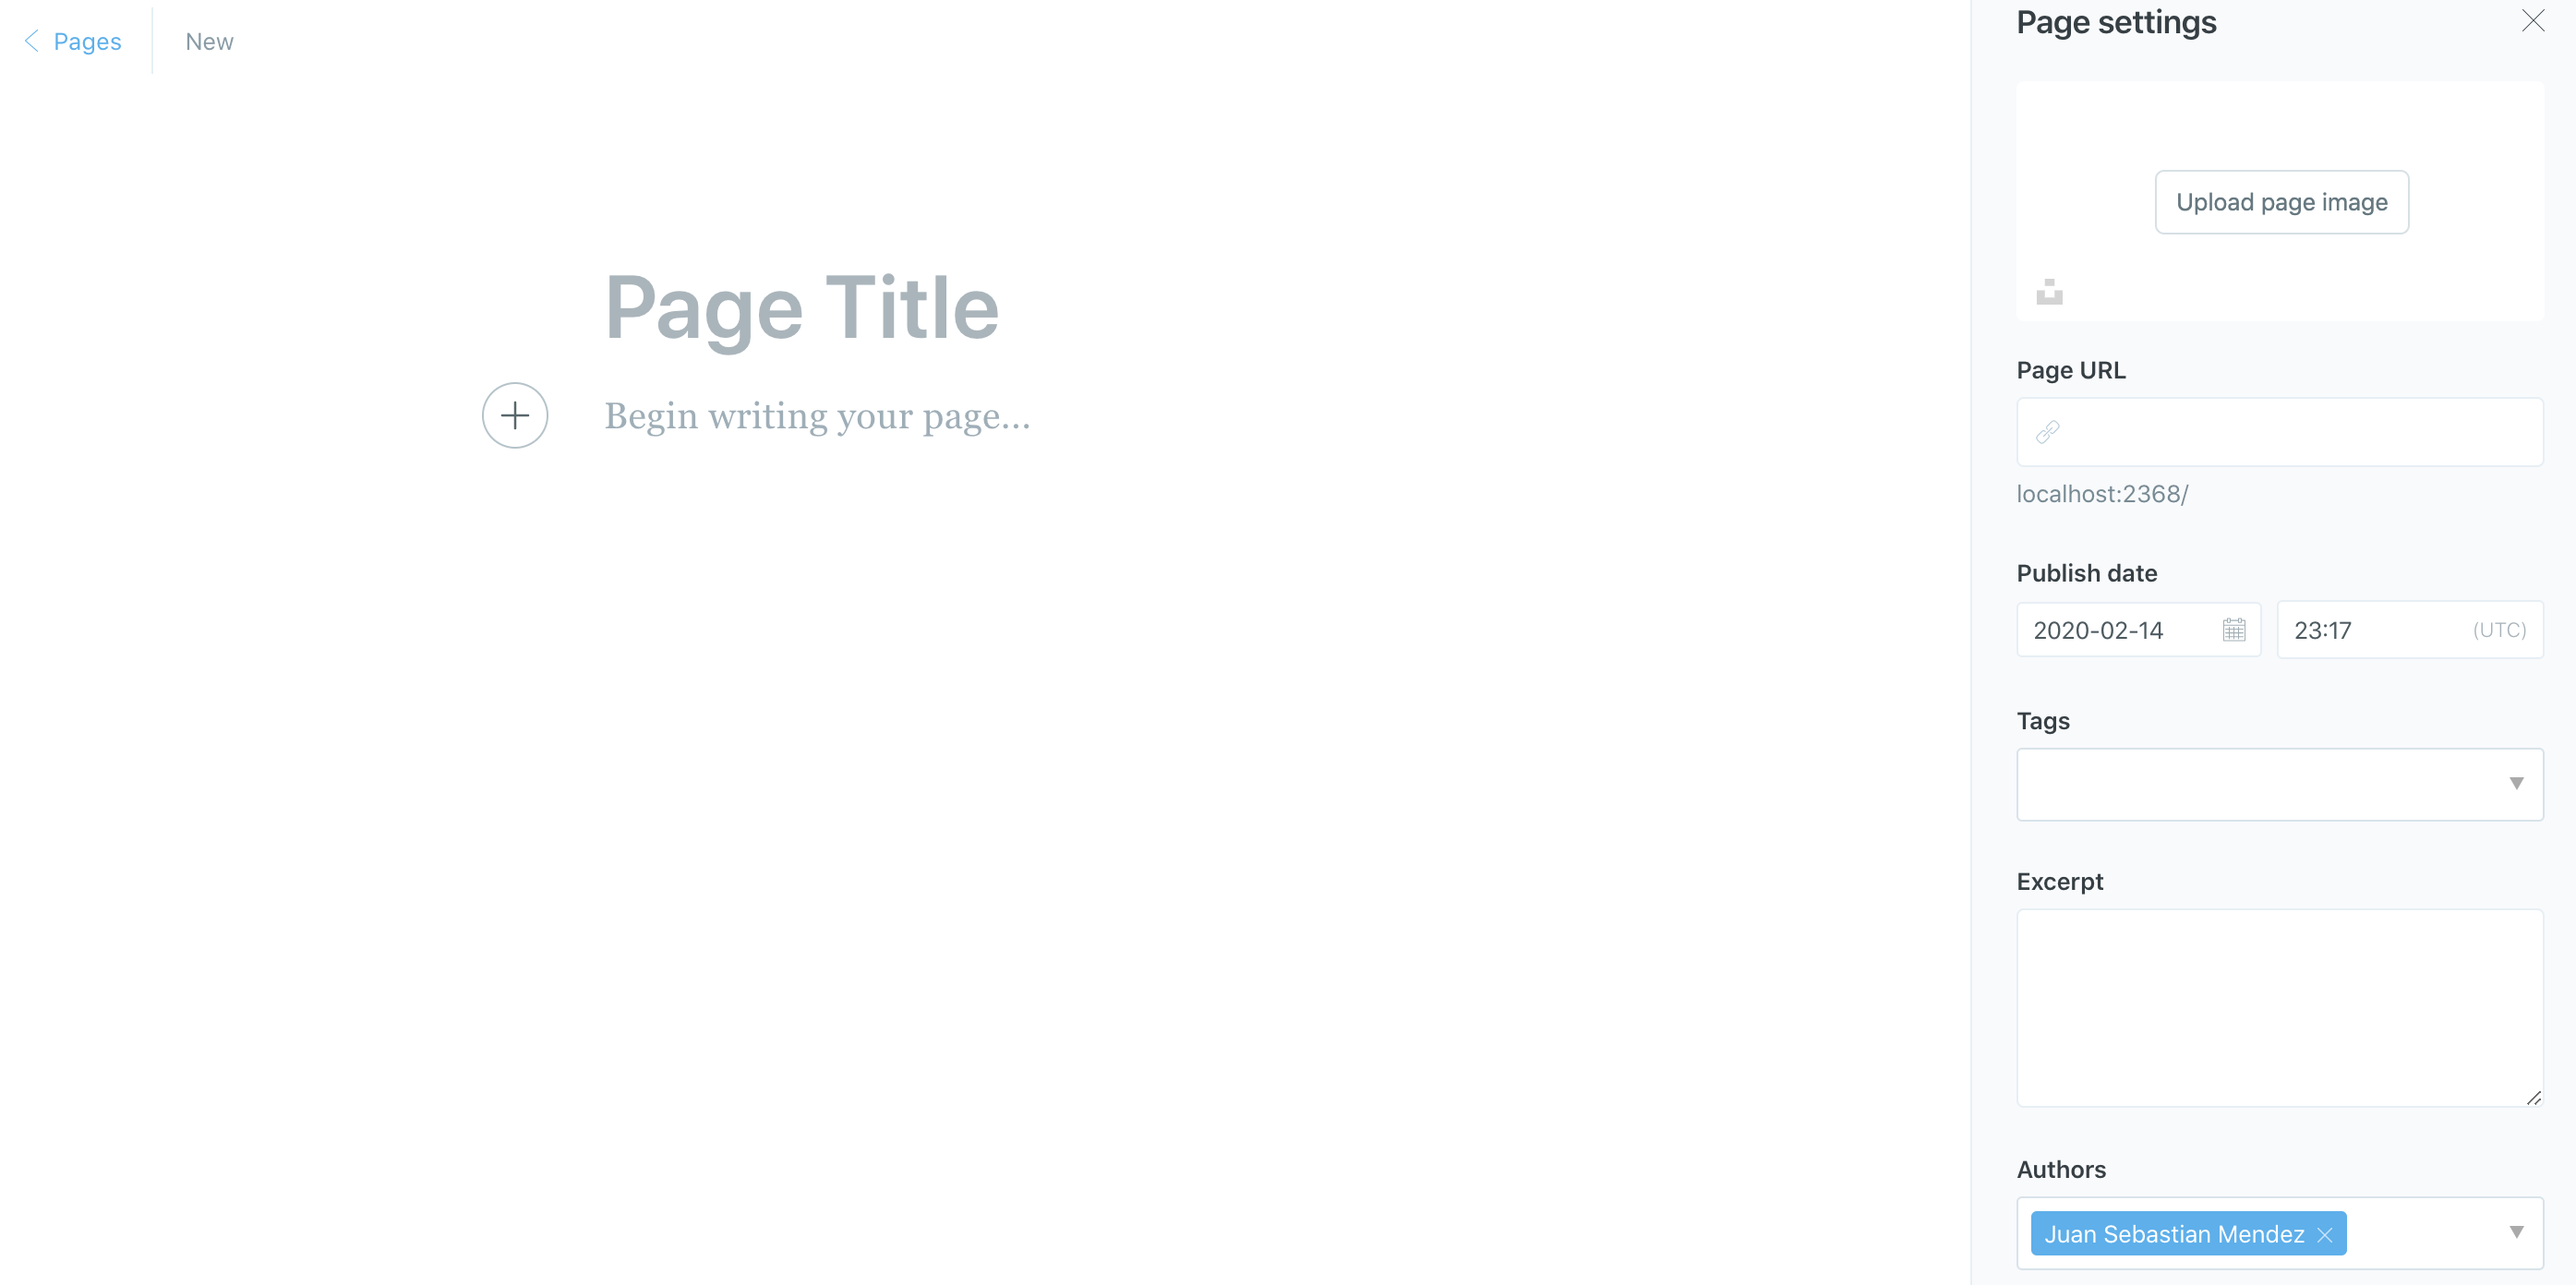 Pages
New
Page Title
Begin writing your page...
Page settings
Upload page image
Page URL
localhost:2368/
Publish date
2020-02-14
23:17 (UTC)
Tags
Excerpt
Authors
Juan Sebastian Mendez